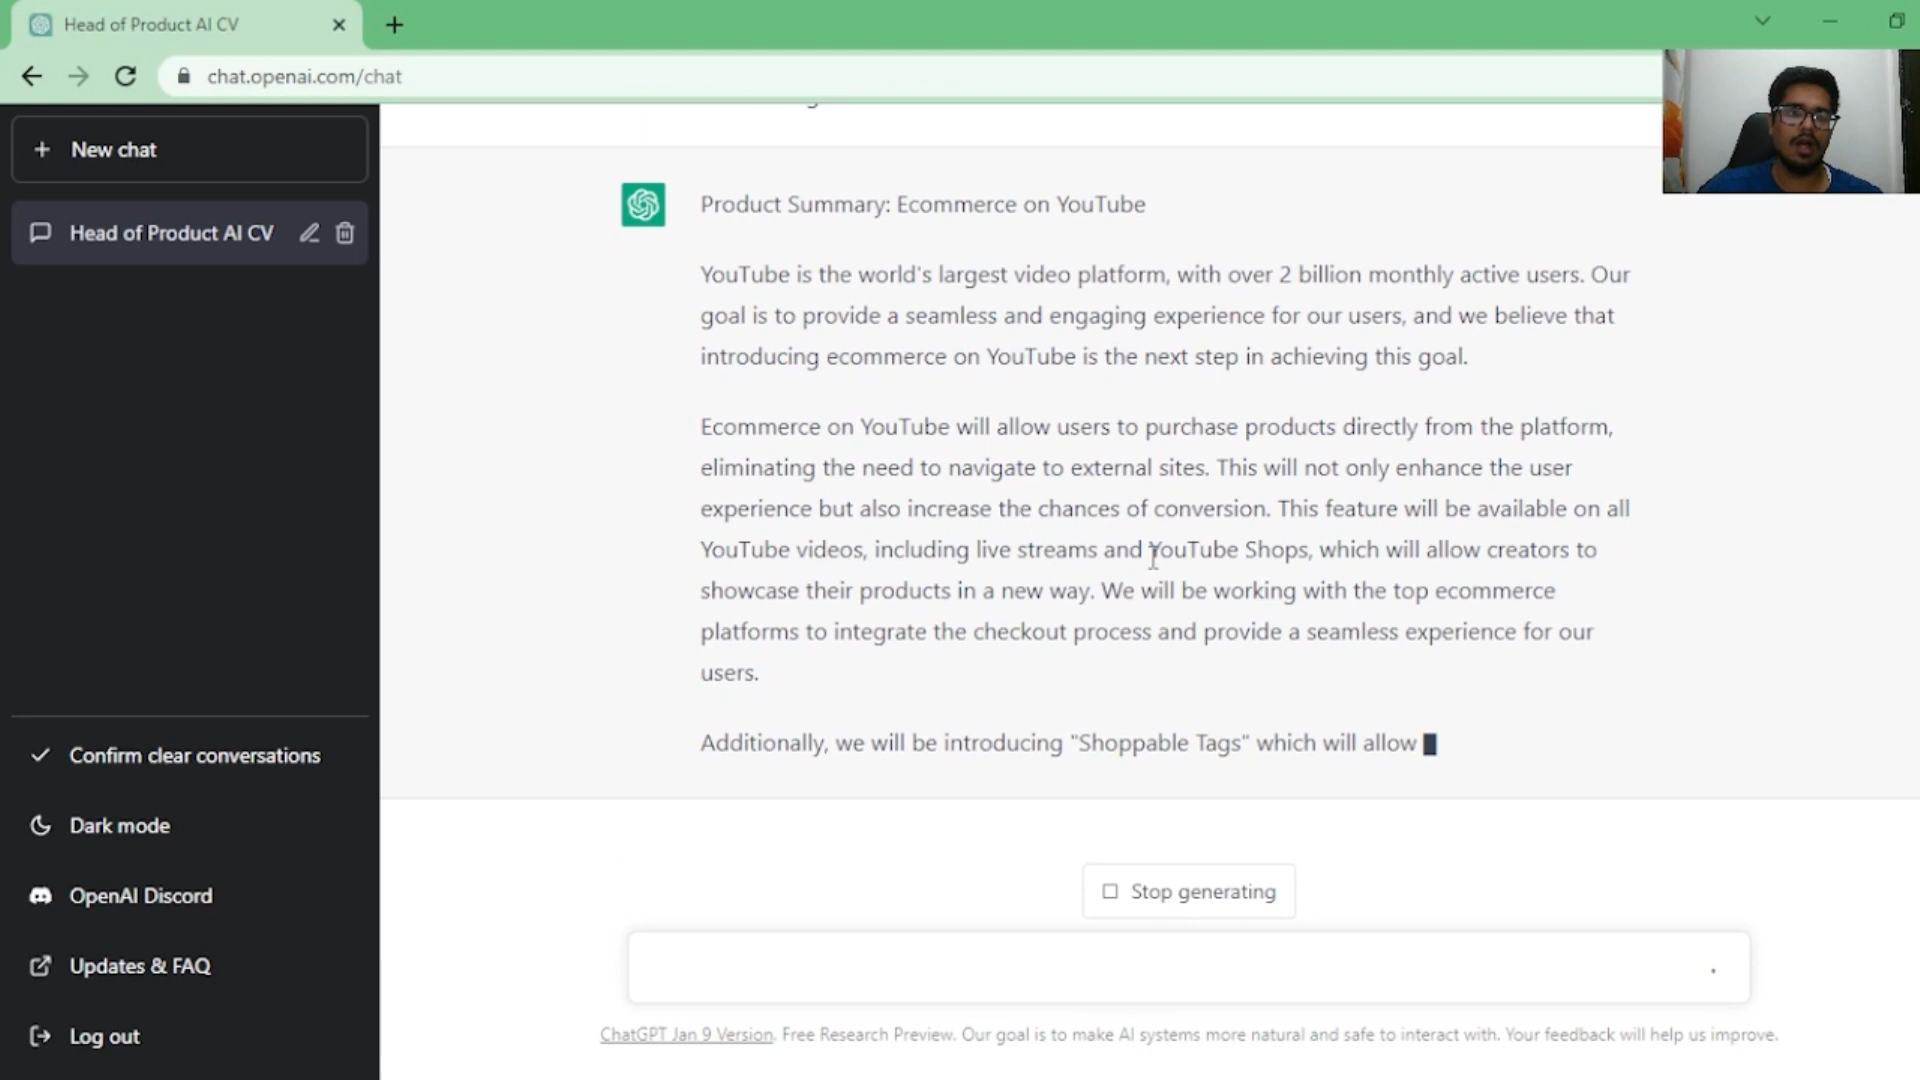 Head of Product AI CV
chat.openai.com/chat
New chat
Head of Product AI CV
Product Summary: Ecommerce on YouTube
YouTube is the world's largest video platform, with over 2 billion monthly active users. Our
goal is to provide a seamless and engaging experience for our users, and we believe that
introducing ecommerce on YouTube is the next step in achieving this goal.
Ecommerce on YouTube will allow users to purchase products directly from the platform,
eliminating the need to navigate to external sites. This will not only enhance the user
experience but also increase the chances of conversion. This feature will be available on all
YouTube videos, including live streams and YouTube Shops, which will allow creators to
showcase their products in a new way. We will be working with the top ecommerce
platforms to integrate the checkout process and provide a seamless experience for our
users.
Additionally, we will be introducing "Shoppable Tags" which will allow
Confirm clear conversations
Dark mode
OpenAI Discord
Updates & FAQ
Log out
Stop generating
ChatGPT Jan 9 Version. Free Research Preview. Our goal is to make AI systems more natural and safe to interact with. Your feedback will help us improve.